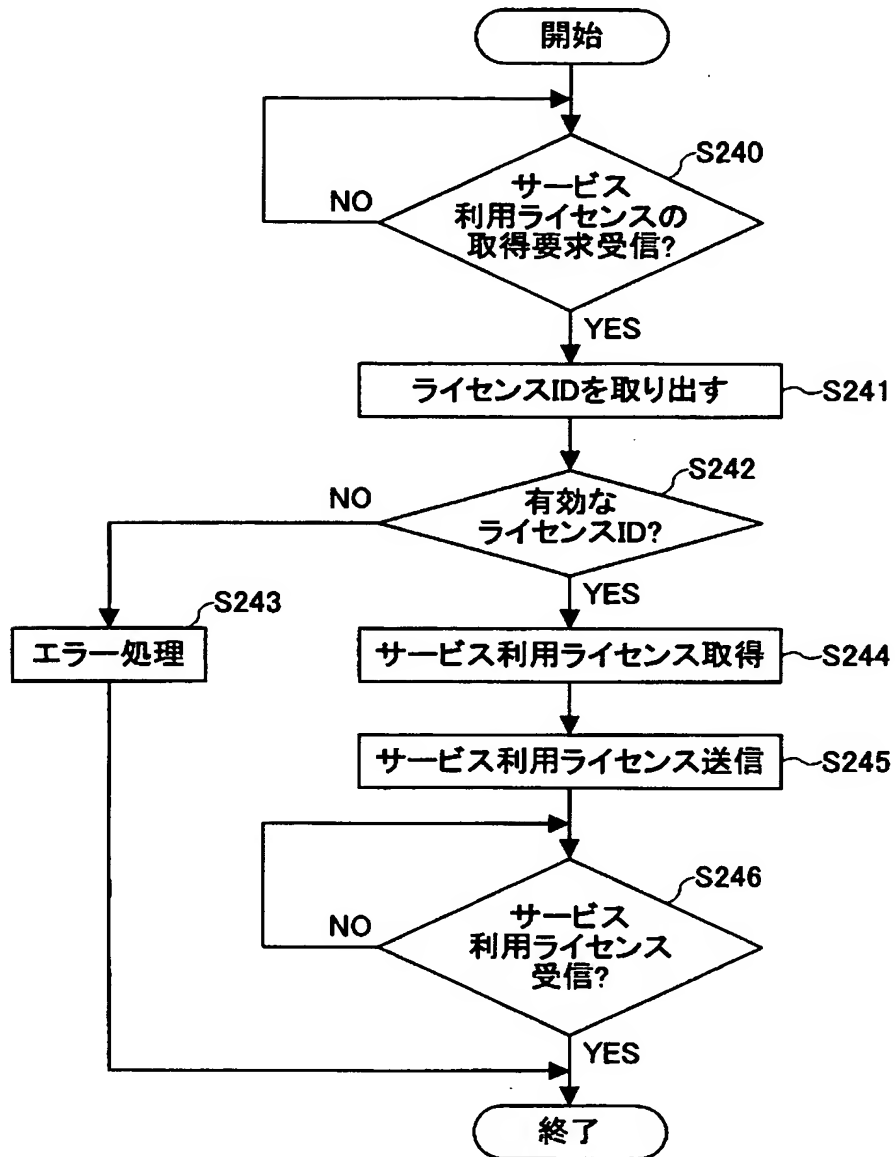 開始
S240
サービス
利用ライセンスの
取得要求受信?
NO
YES
ライセンスIDを取り出す
S241
S242
有効な
ライセンスID?
NO
YES
S243
エラー処理
サービス利用ライセンス取得
S244
サービス利用ライセンス送信
S245
S246
サービス
利用ライセンス
受信?
NO
YES
終了